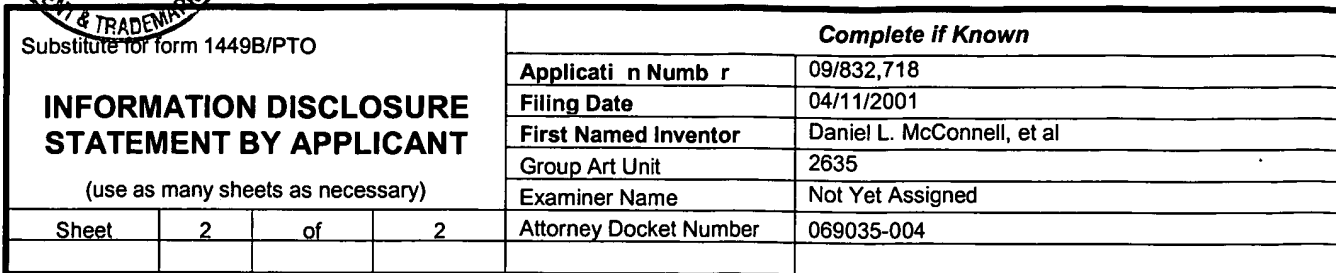 & TRADEMAR
Substitute for form 1449B/PTO
INFORMATION DISCLOSURE
STATEMENT BY APPLICANT
(use as many sheets as necessary)
Sheet 2 of 2
Complete if Known
Applicati n Numb r 09/832,718
Filing Date 04/11/2001
First Named Inventor Daniel L. McConnell, et al
Group Art Unit 2635
Examiner Name Not Yet Assigned
Attorney Docket Number 069035-004